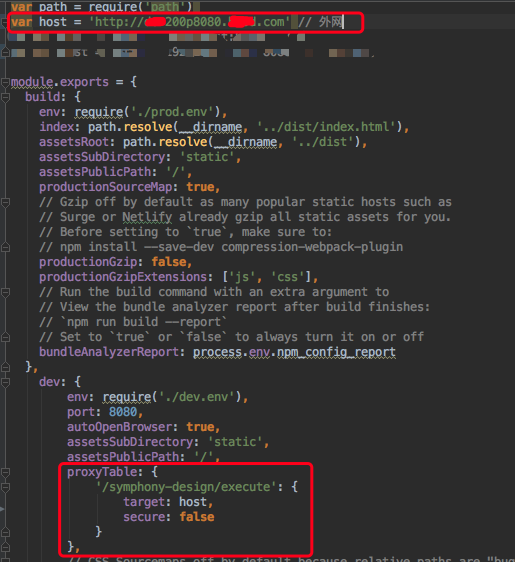 var path = require('path')
var host = 'http://d 200p8080. d.com' // 外网
module.exports = {
build: {
env: require('./prod.env'),
index: path.resolve(__dirname, '../dist/index.html'),
assetsRoot: path.resolve(__dirname, '../dist'),
assetsSubDirectory: 'static',
assetsPublicPath: '/',
productionSourceMap: true,
// Gzip off by default as many popular static hosts such as
// Surge or Netlify already gzip all static assets for you.
// Before setting to `true`, make sure to:
// npm install --save-dev compression-webpack-plugin
productionGzip: false,
productionGzipExtensions: ['js', 'css'],
// Run the build command with an extra argument to
// View the bundle analyzer report after build finishes:
// `npm run build --report`
// Set to `true` or `false` to always turn it on or off
bundleAnalyzerReport: process.env.npm_config_report
},
dev: {
env: require('./dev.env'),
port: 8080,
autoOpenBrowser: true,
assetsSubDirectory: 'static',
assetsPublicPath: '/',
proxyTable: {
'/symphony-design/execute': {
target: host,
secure: false
}
},
// CSS Sourcemaps off by default because relative paths are "bug